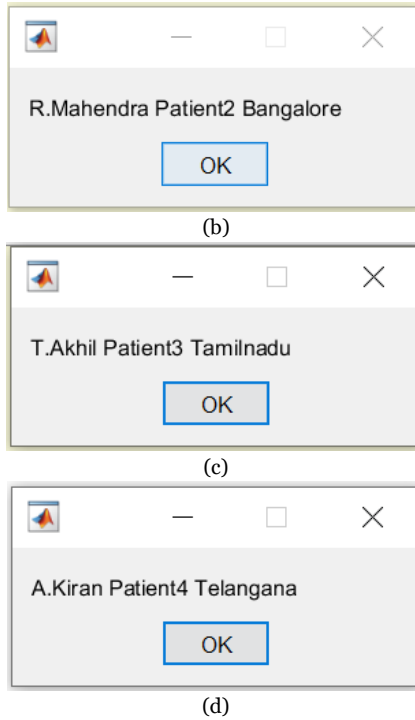 R.Mahendra Patient2 Bangalore
OK
(b)
T.Akhil Patient3 Tamilnadu
OK
(c)
A.Kiran Patient4 Telangana
OK
(d)